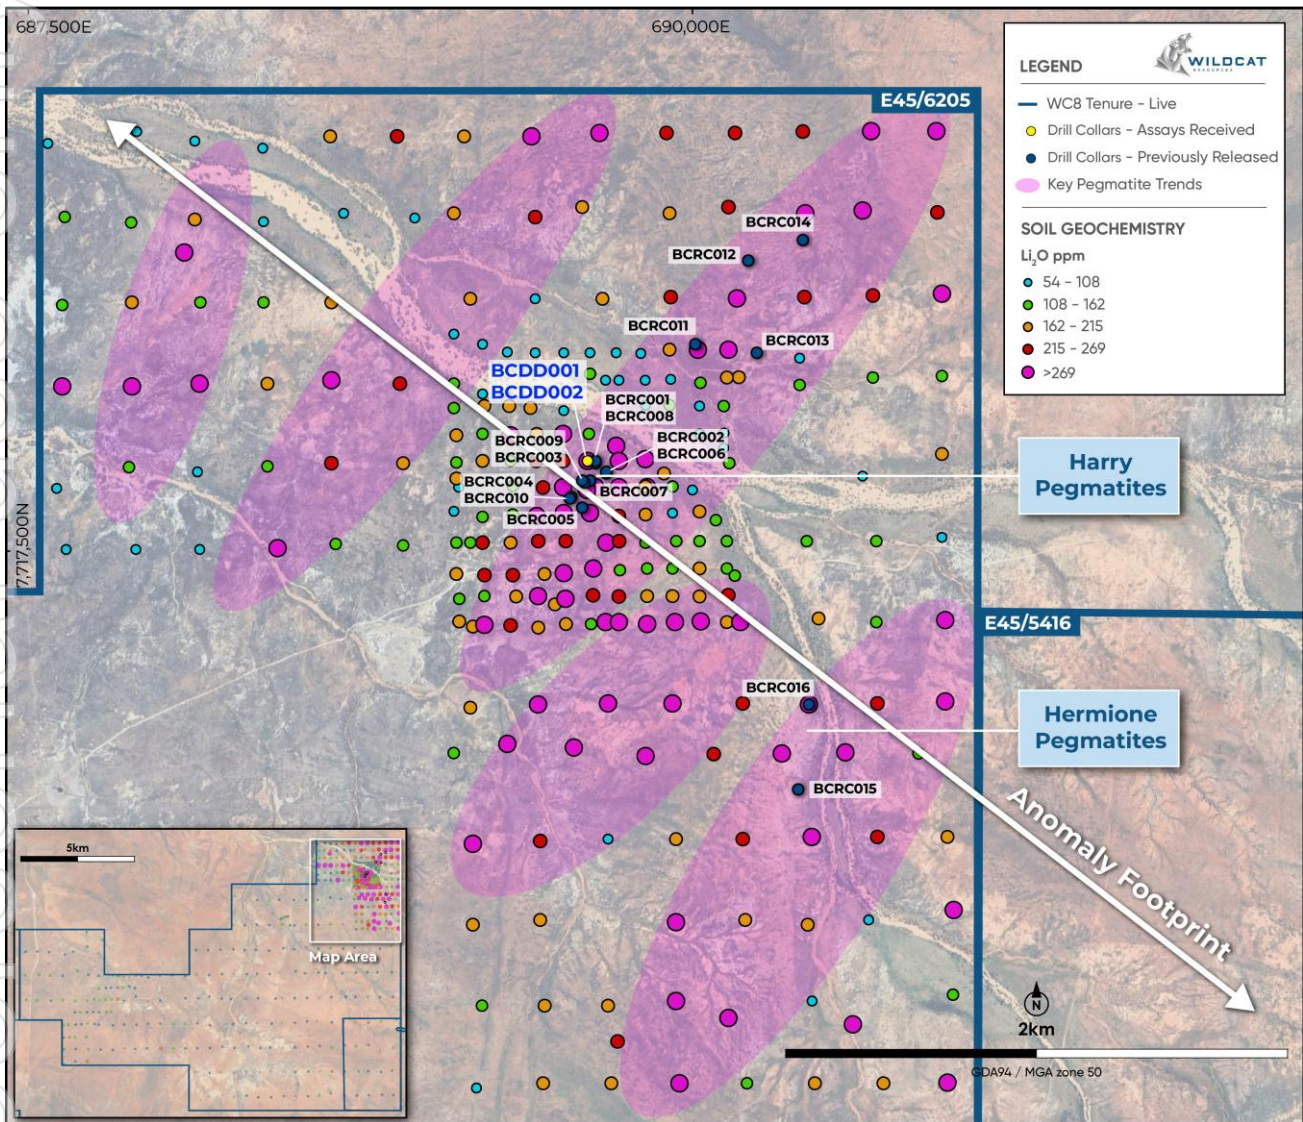 687,500E
690,000E
7,717,500N
LEGEND
WILDCAT
RESOURCES
WC8 Tenure - Live
Drill Collars - Assays Received
Drill Collars - Previously Released
Key Pegmatite Trends
SOIL GEOCHEMISTRY
Li₂O ppm
54 - 108
108 - 162
162 - 215
215 - 269
>269
E45/6205
BCRC014
BCRC012
BCRC011
BCRC013
BCDD001
BCDD002
BCRC001
BCRC008
BCRC009
BCRC003
BCRC002
BCRC006
BCRC004
BCRC010
BCRC007
BCRC005
Harry
Pegmatites
E45/5416
BCRC016
Hermione
Pegmatites
BCRC015
Anomaly Footprint
5km
Map Area
N
2km
GDA94 / MGA zone 50